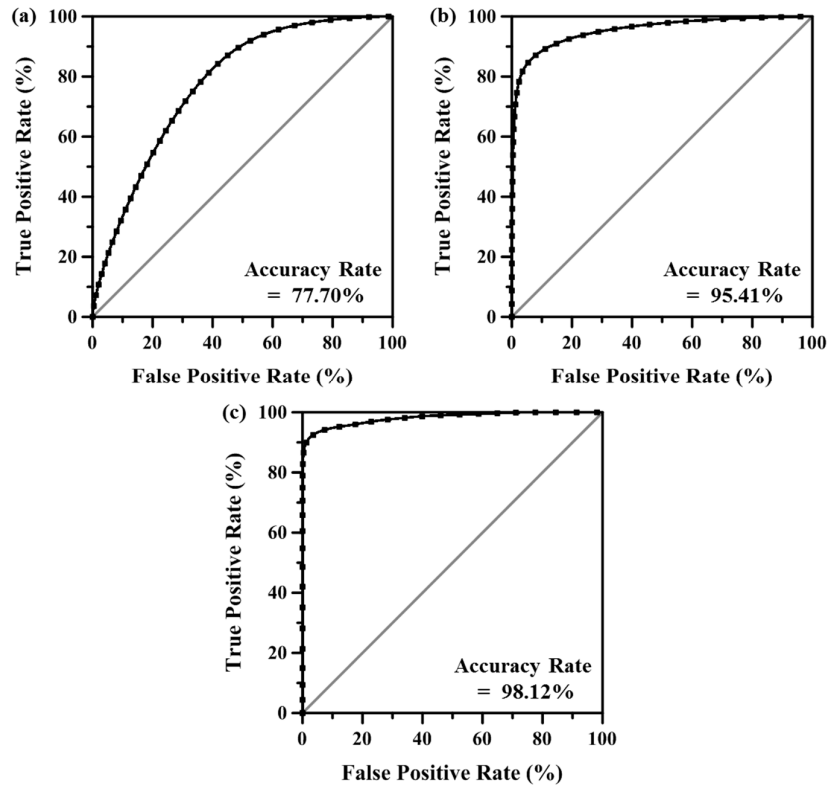 (a)
100
80
60
40
20
0
True Positive Rate (%)
Accuracy Rate
= 77.70%
0 20 40 60 80 100
False Positive Rate (%)
(b)
100
80
60
40
20
0
True Positive Rate (%)
Accuracy Rate
= 95.41%
0 20 40 60 80 100
False Positive Rate (%)
(c)
100
80
60
40
20
0
True Positive Rate (%)
Accuracy Rate
= 98.12%
0 20 40 60 80 100
False Positive Rate (%)